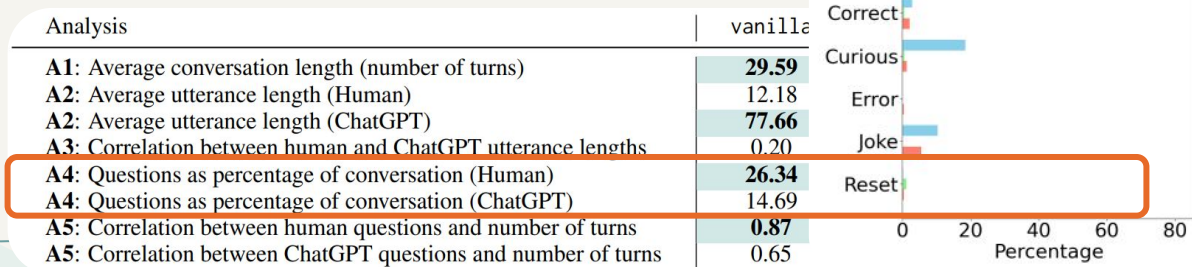 Analysis vanilla
A1: Average conversation length (number of turns) 29.59
A2: Average utterance length (Human) 12.18
A2: Average utterance length (ChatGPT) 77.66
A3: Correlation between human and ChatGPT utterance lengths 0.20
A4: Questions as percentage of conversation (Human) 26.34
A4: Questions as percentage of conversation (ChatGPT) 14.69
A5: Correlation between human questions and number of turns 0.87
A5: Correlation between ChatGPT questions and number of turns 0.65
Correct
Curious
Error
Joke
Reset
0 20 40 60 80
Percentage